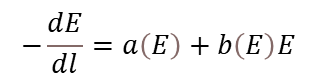 −dE/dl = a(E) + b(E)E